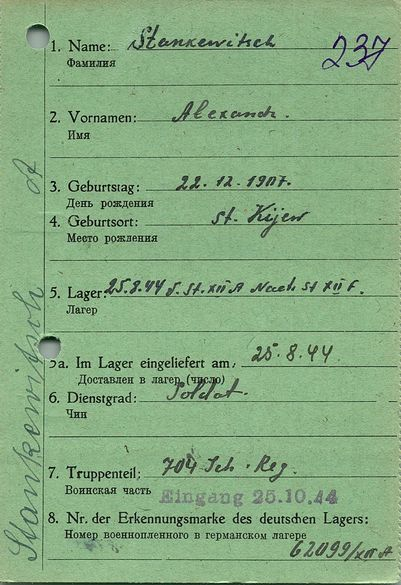 237
1. Name: Stankewitsch
Фамилия
2. Vornamen: Alexandr.
Имя
3. Geburtstag: 22.12.1907.
День рождения
4. Geburtsort: St. Kijew
Место рождения
5. Lager: 25.8.44 v. St. XII A Nach St XII F.
Лагер
5a. Im Lager eingeliefert am: 25.8.44
Доставлен в лагер (число)
6. Dienstgrad: Soldat.
Чин
7. Truppenteil: 704 Sch. Reg.
Воинская часть Eingang 25.10.44
8. Nr. der Erkennungsmarke des deutschen Lagers:
Номер военнопленного в германском лагере
62099/XII A
Stankewitsch A